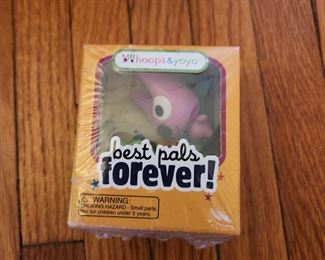 hoops&yoyo
best pals
forever!
WARNING:
CHOKING HAZARD - Small parts.
Not for children under 3 years.